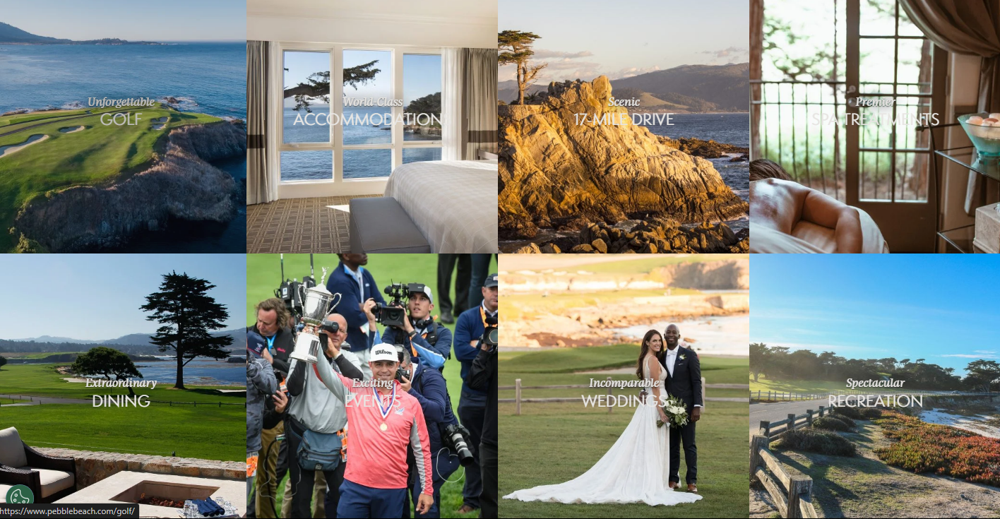 Unforgettable
GOLF
World-Class
ACCOMMODATIONS
Scenic
17-MILE DRIVE
Premier
SPA TREATMENTS
Extraordinary
DINING
Wilson
Exciting
EVENTS
Incomparable
WEDDINGS
Spectacular
RECREATION
https://www.pebblebeach.com/golf/